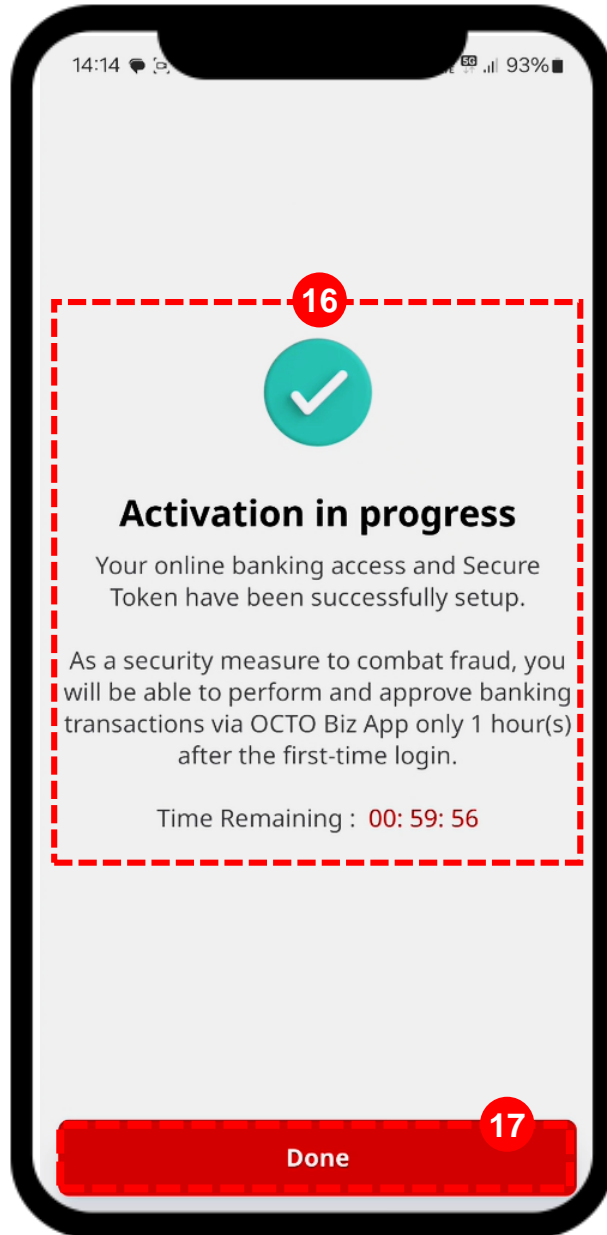 14:14
5G
93%
16
Activation in progress
Your online banking access and Secure
Token have been successfully setup.
As a security measure to combat fraud, you
will be able to perform and approve banking
transactions via OCTO Biz App only 1 hour(s)
after the first-time login.
Time Remaining : 00: 59: 56
17
Done